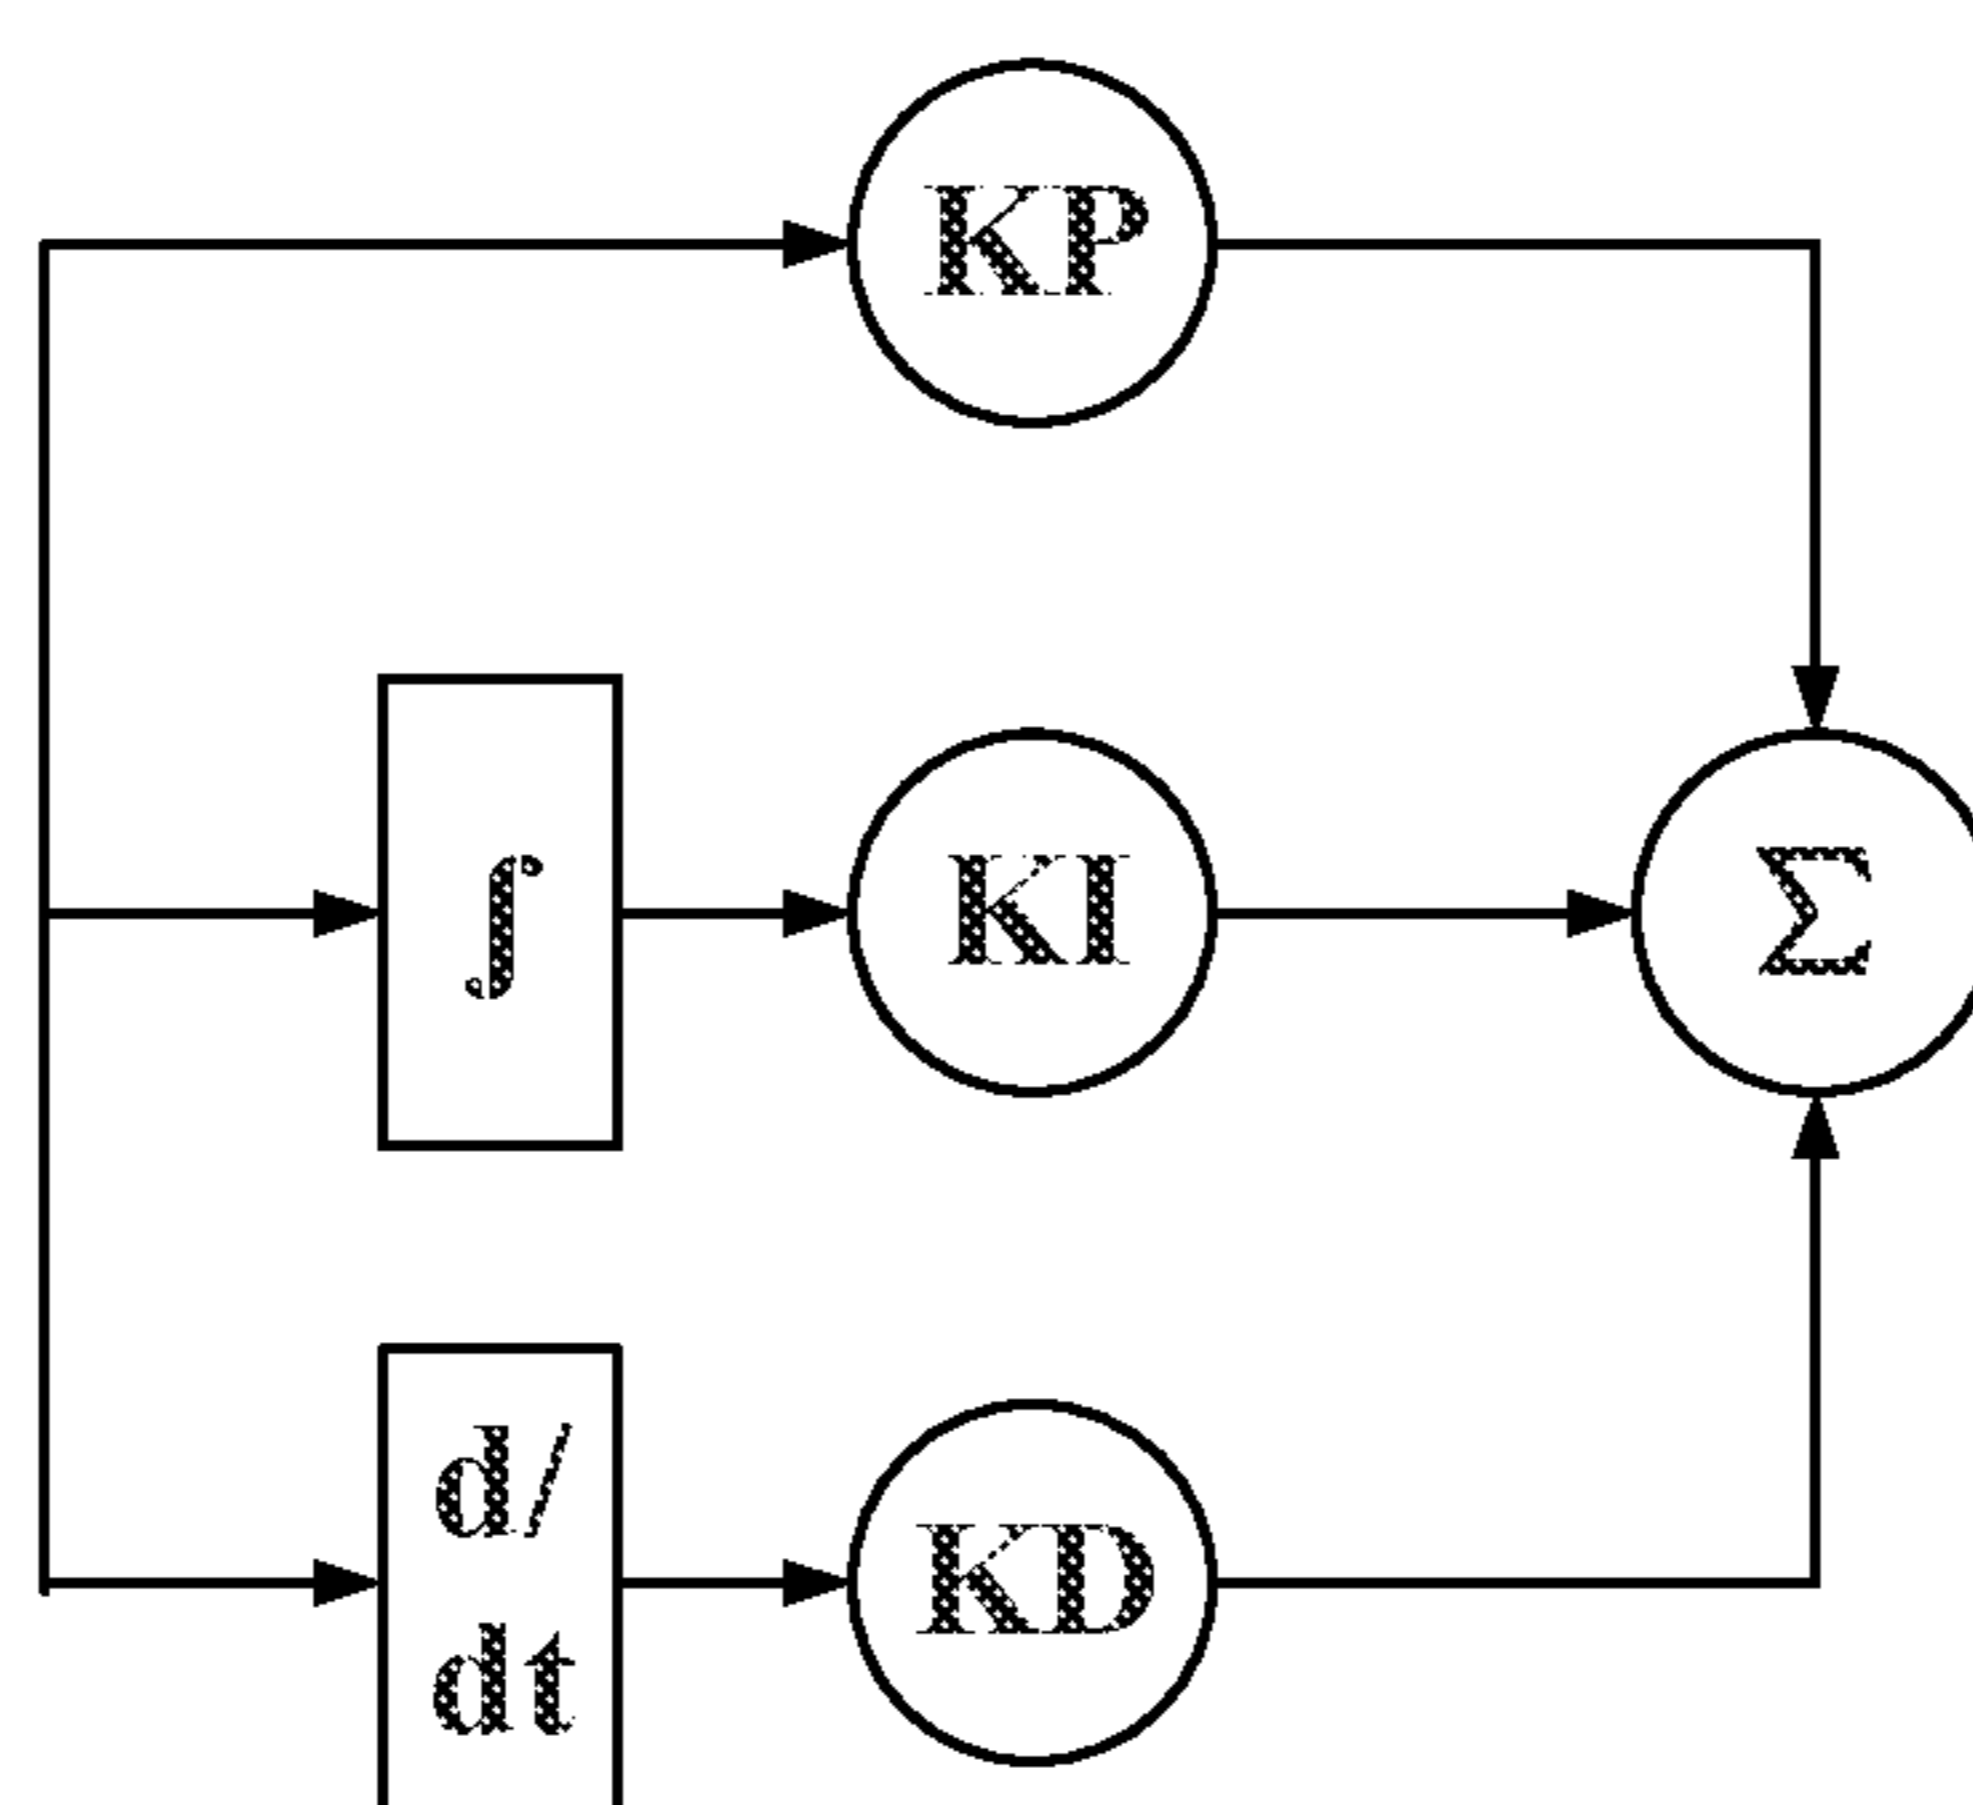 KP
∫
KI
Σ
d/
dt
KD